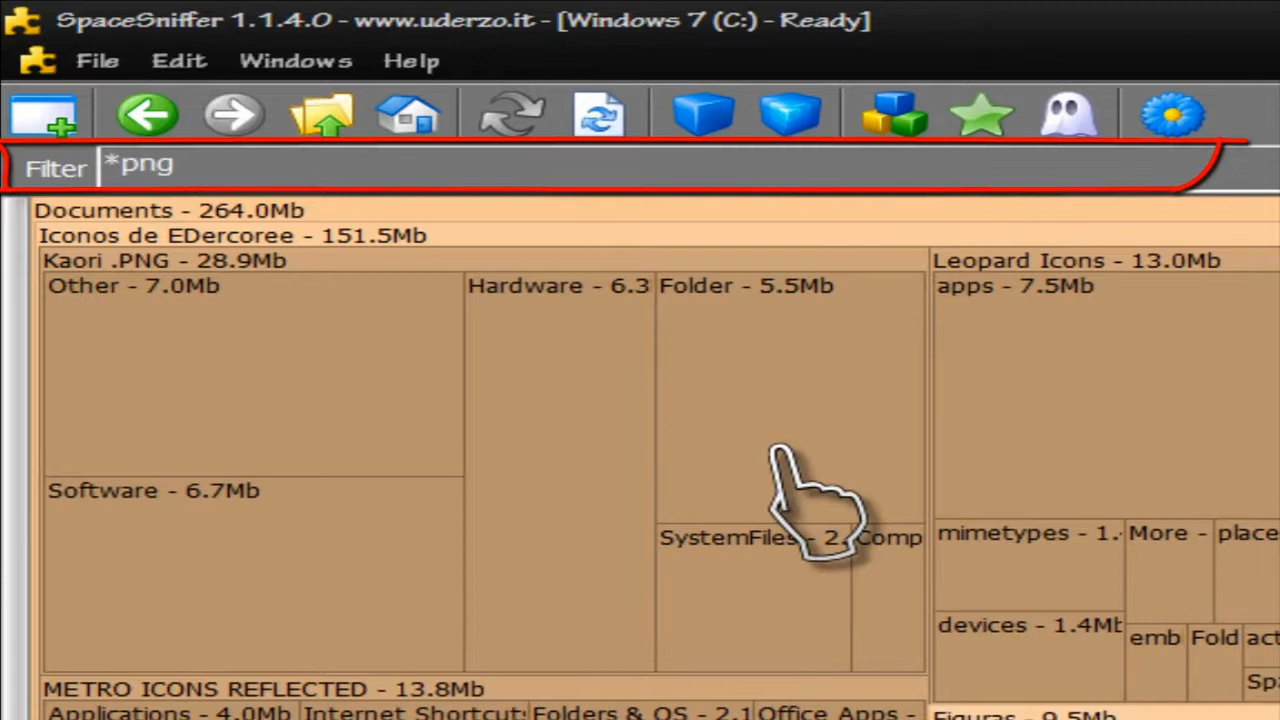 SpaceSniffer 1.1.4.0 - www.uderzo.it - [Windows 7 (C:) - Ready]
File Edit Windows Help
Filter *png
Documents - 264.0Mb
Iconos de EDercoree - 151.5Mb
Kaori .PNG - 28.9Mb
Leopard Icons - 13.0Mb
Other - 7.0Mb
Hardware - 6.3
Folder - 5.5Mb
apps - 7.5Mb
Software - 6.7Mb
SystemFiles - 2.
Comp
mimetypes - 1.
More -
place
devices - 1.4Mb
emb
Fold
act
Spa
METRO ICONS REFLECTED - 13.8Mb
Applications - 4.0Mb
Internet Shortcuts
Folders & OS - 2.1
Office Apps -
Figuras - 9.5Mb